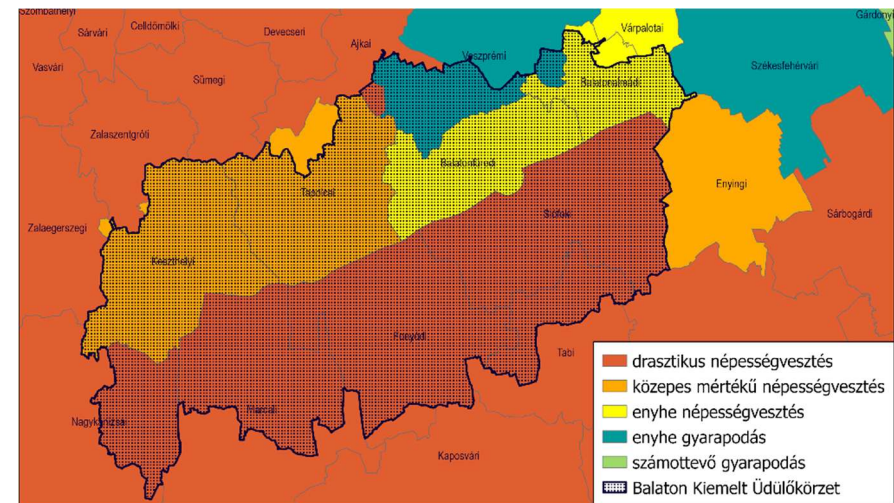 Szombathelyi
Sárvári
Celldömölki
Devecseri
Ajkai
Veszprémi
Várpalotai
Gárdonyi
Vasvári
Sümegi
Balatonalmádi
Székesfehérvári
Zalaszentgróti
Balatonfüredi
Tapolcai
Enyingi
Siófoki
Sárbogárdi
Zalaegerszegi
Keszthelyi
Fonyódi
Tabi
Nagykanizsai
Marcali
Kaposvári
drasztikus népességvesztés
közepes mértékű népességvesztés
enyhe népességvesztés
enyhe gyarapodás
számottevő gyarapodás
Balaton Kiemelt Üdülőkörzet